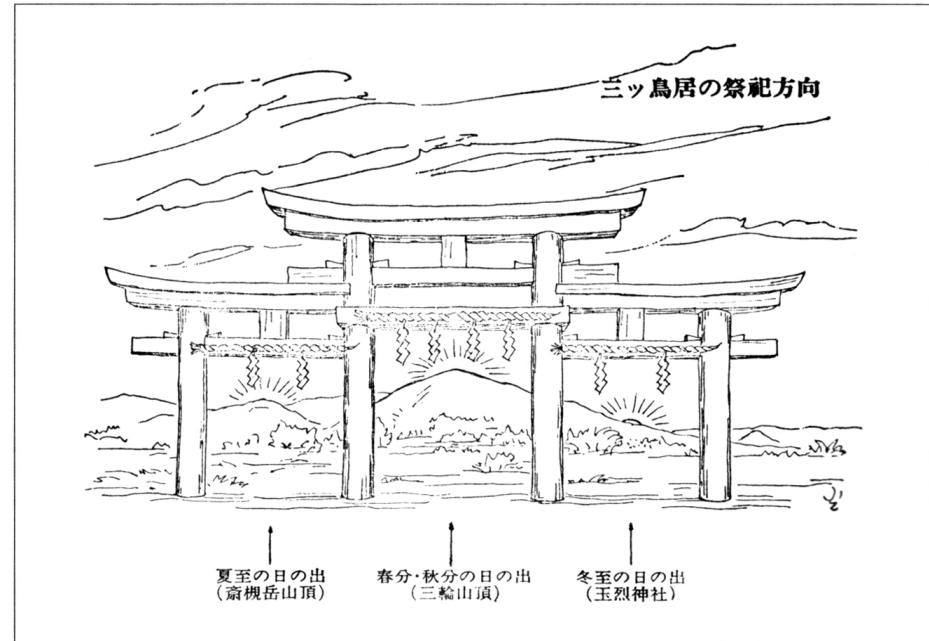 三ッ鳥居の祭祀方向
夏至の日の出
(斎槻岳山頂)
春分・秋分の日の出
(三輪山頂)
冬至の日の出
(玉烈神社)